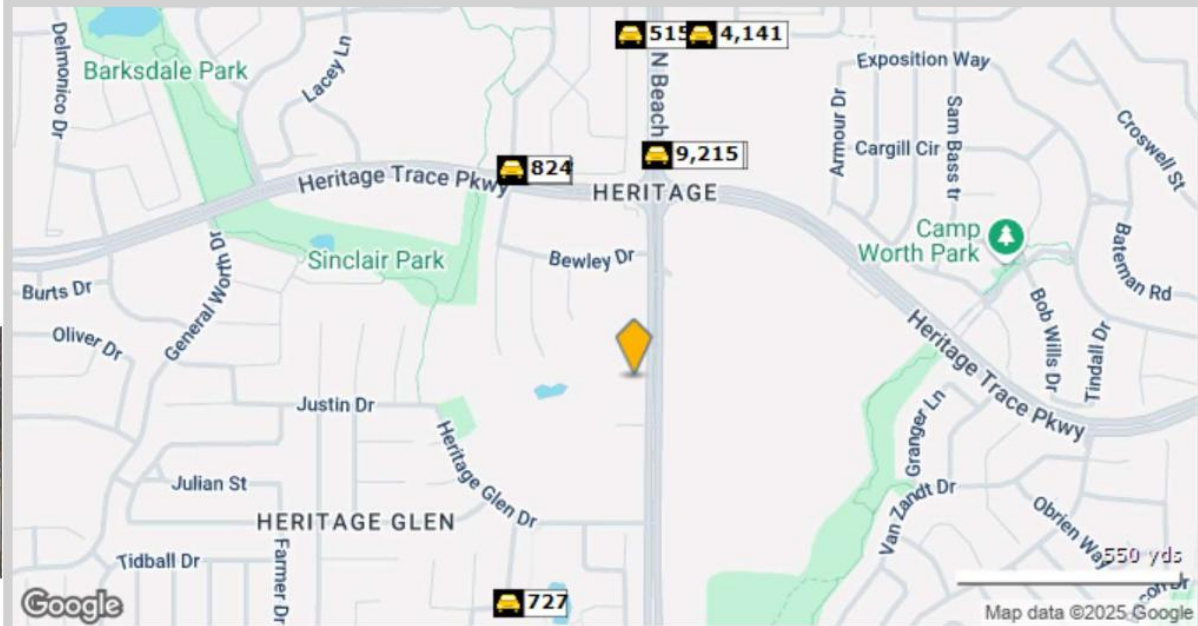 515
4,141
N Beach
Delmonico Dr
Barksdale Park
Lacey Ln
Exposition Way
Armour Dr
Cargill Cir
Sam Bass tr
Croswell St
9,215
824
Heritage Trace Pkwy
HERITAGE
Camp
Worth Park
Sinclair Park
Bewley Dr
General Worth Dr
Burts Dr
Oliver Dr
Bateman Rd
Bob Wills Dr
Tindall Dr
Heritage Trace Pkwy
Justin Dr
Heritage Glen Dr
Granger Ln
Julian St
Van Zandt Dr
HERITAGE GLEN
Obrien Way
Tidball Dr
Farmer Dr
550 yds
727
Google
Map data ©2025 Google